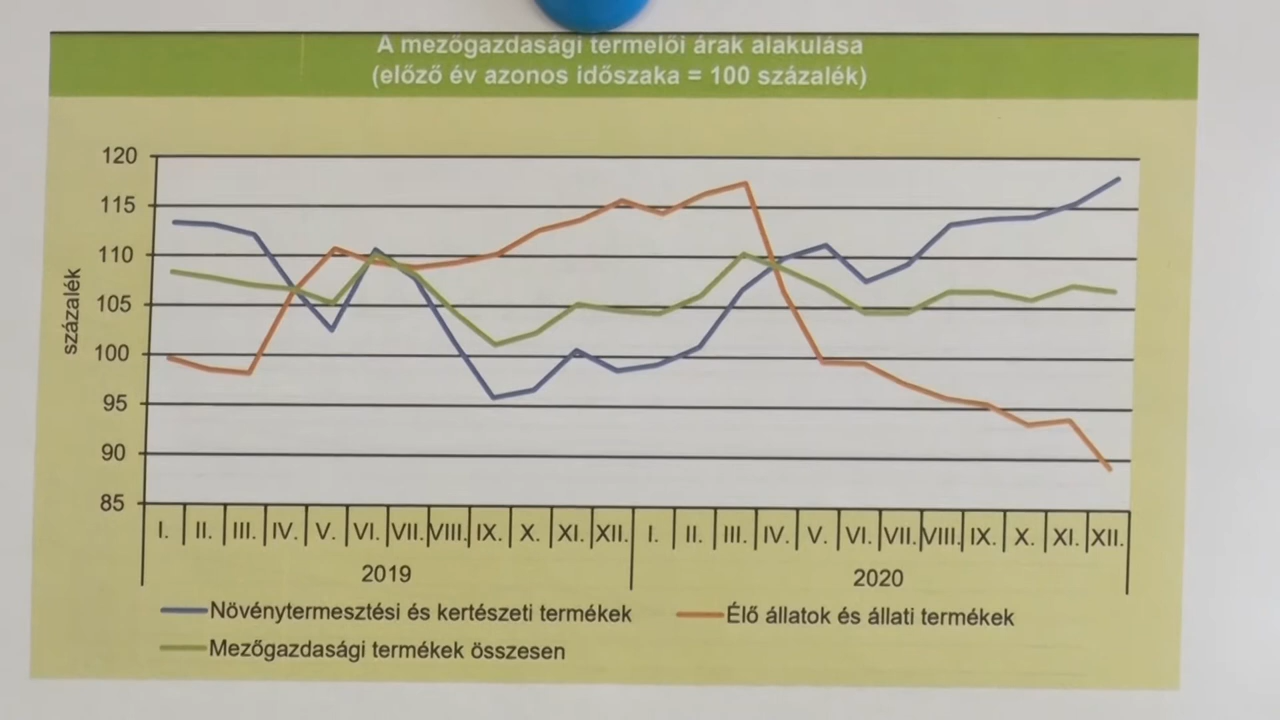 A mezőgazdasági termelői árak alakulása
(előző év azonos időszaka = 100 százalék)
százalék
120
115
110
105
100
95
90
85
I. II. III. IV. V. VI. VII. VIII. IX. X. XI. XII. I. II. III. IV. V. VI. VII. VIII. IX. X. XI. XII.
2019 2020
Növénytermesztési és kertészeti termékek Élő állatok és állati termékek
Mezőgazdasági termékek összesen